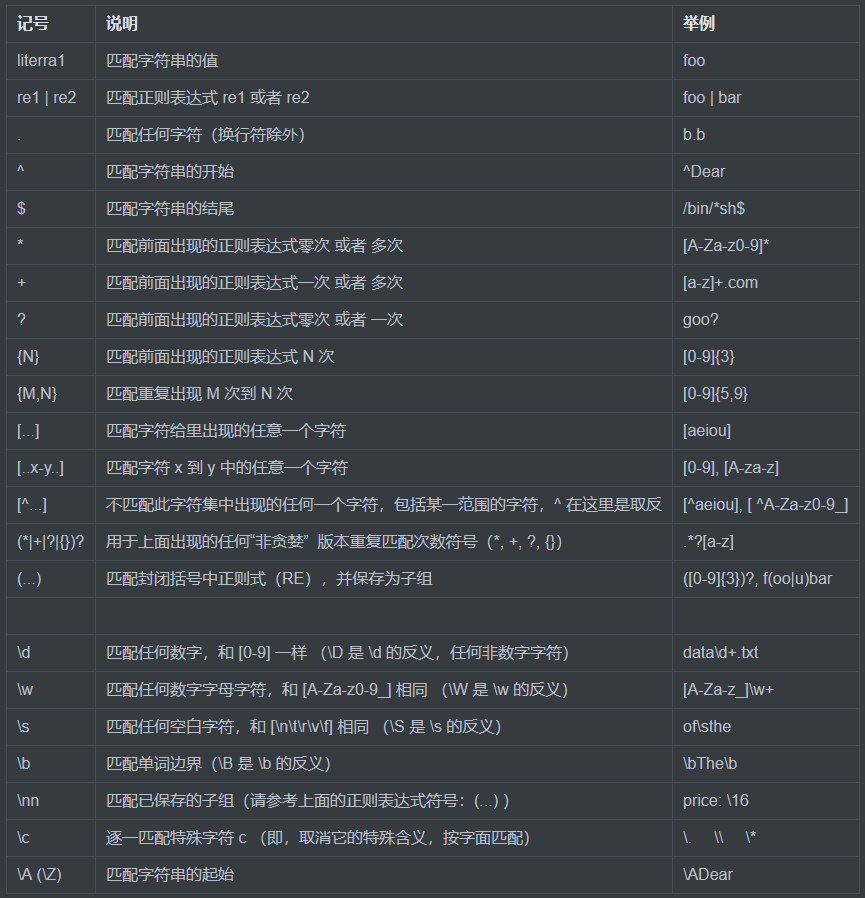 记号 说明 举例
literra1 匹配字符串的值 foo
re1 | re2 匹配正则表达式 re1 或者 re2 foo | bar
. 匹配任何字符（换行符除外） b.b
^ 匹配字符串的开始 ^Dear
$ 匹配字符串的结尾 /bin/*sh$
* 匹配前面出现的正则表达式零次 或者 多次 [A-Za-z0-9]*
+ 匹配前面出现的正则表达式一次 或者 多次 [a-z]+.com
? 匹配前面出现的正则表达式零次 或者 一次 goo?
{N} 匹配前面出现的正则表达式 N 次 [0-9]{3}
{M,N} 匹配重复出现 M 次到 N 次 [0-9]{5,9}
[...] 匹配字符给里出现的任意一个字符 [aeiou]
[..x-y..] 匹配字符 x 到 y 中的任意一个字符 [0-9], [A-za-z]
[^...] 不匹配此字符集中出现的任何一个字符，包括某一范围的字符，^ 在这里是取反 [^aeiou], [ ^A-Za-z0-9_]
(*|+|?|{})? 用于上面出现的任何“非贪婪” 版本重复匹配次数符号（*, +, ?, {}） .*?[a-z]
(...) 匹配封闭括号中正则式（RE），并保存为子组 ([0-9]{3})?, f(oo|u)bar
\d 匹配任何数字，和 [0-9] 一样 （\D 是 \d 的反义，任何非数字字符） data\d+.txt
\w 匹配任何数字字母字符，和 [A-Za-z0-9_] 相同 （\W 是 \w 的反义） [A-Za-z_]\w+
\s 匹配任何空白字符，和 [\n\t\r\v\f] 相同 （\S 是 \s 的反义） of\sthe
\b 匹配单词边界（\B 是 \b 的反义） \bThe\b
\nn 匹配已保存的子组（请参考上面的正则表达式符号：(...) ） price: \16
\c 逐一匹配特殊字符 c （即，取消它的特殊含义，按字面匹配） \. \\ \*
\A (\Z) 匹配字符串的起始 \ADear